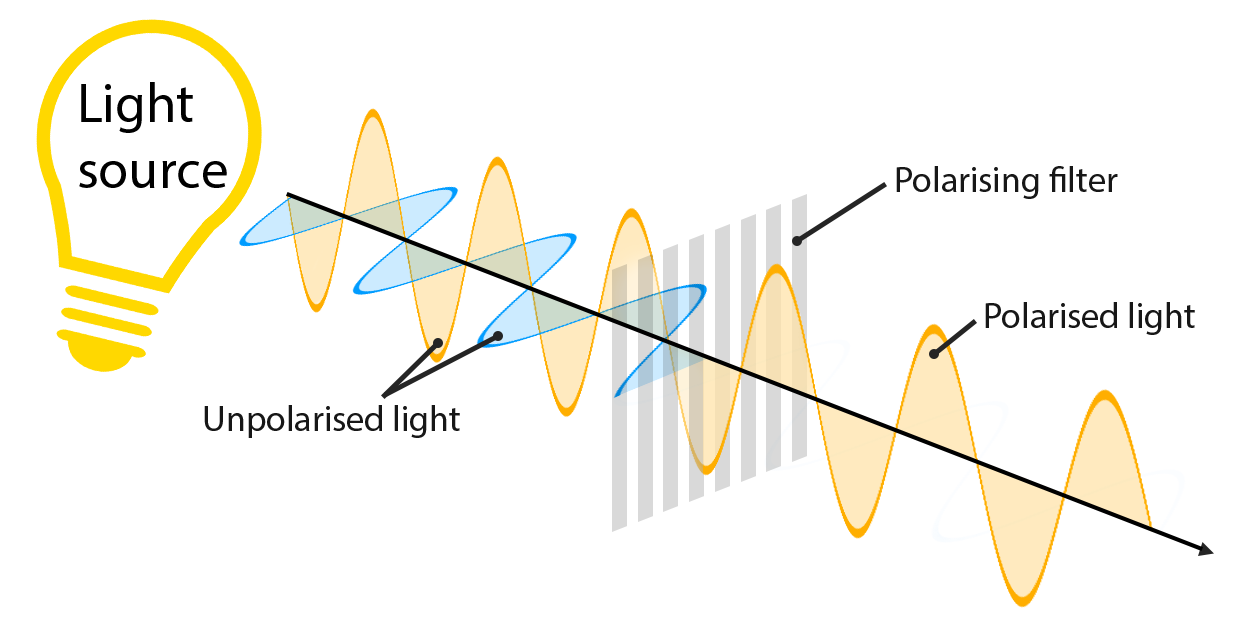 Light
source
Polarising filter
Polarised light
Unpolarised light